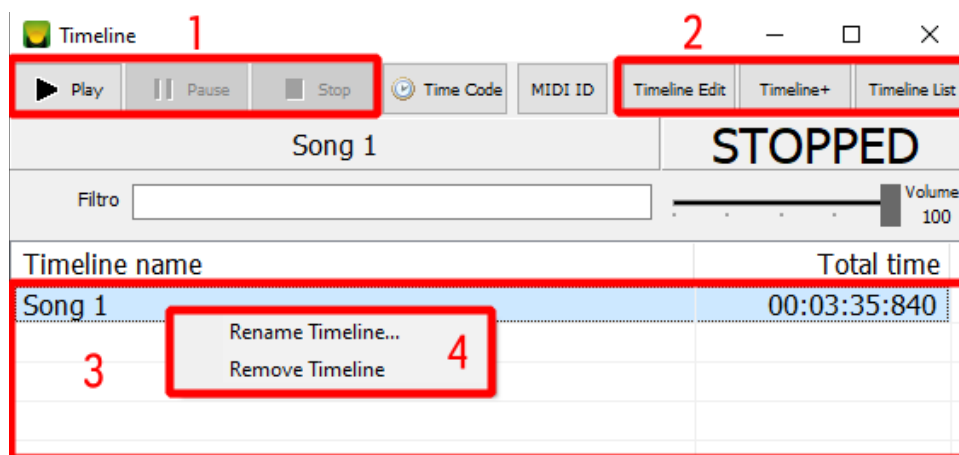 Timeline
1
2
Play
Pause
Stop
Time Code
MIDI ID
Timeline Edit
Timeline+
Timeline List
Song 1
STOPPED
Filtro
Volume
100
Timeline name
Total time
Song 1
00:03:35:840
Rename Timeline...
Remove Timeline
3
4